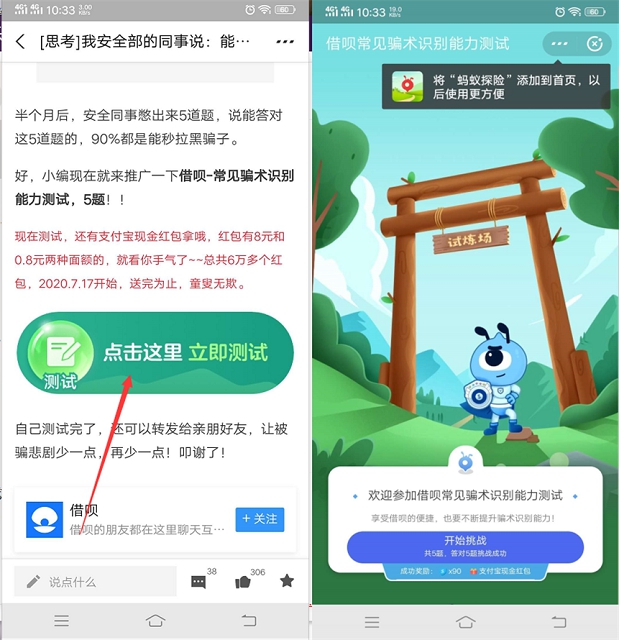 4G 4G 10:33 3.00 KB/s 60
[思考]我安全部的同事说：能…
半个月后，安全同事憋出来5道题，说能答对
这5道题的，90%都是能秒拉黑骗子。
好，小编现在就来推广一下借呗-常见骗术识别
能力测试，5题！！
现在测试，还有支付宝现金红包拿哦，红包有8元和
0.8元两种面额的，就看你手气了~~总共6万多个红
包，2020.7.17开始，送完为止，童叟无欺。
测试
点击这里 立即测试
自己测试完了，还可以转发给亲朋好友，让被
骗悲剧少一点，再少一点！叩谢了！
借呗
借呗的朋友都在这里聊天互…
+ 关注
说点什么
38
306
4G 4G 10:33 19.0 KB/s 60
借呗常见骗术识别能力测试
将“蚂蚁探险”添加到首页，以
后使用更方便
试炼场
欢迎参加借呗常见骗术识别能力测试
享受借呗的便捷，也要不断提升骗术识别能力！
开始挑战
共5题，答对5题挑战成功
成功奖励： x90 支付宝现金红包